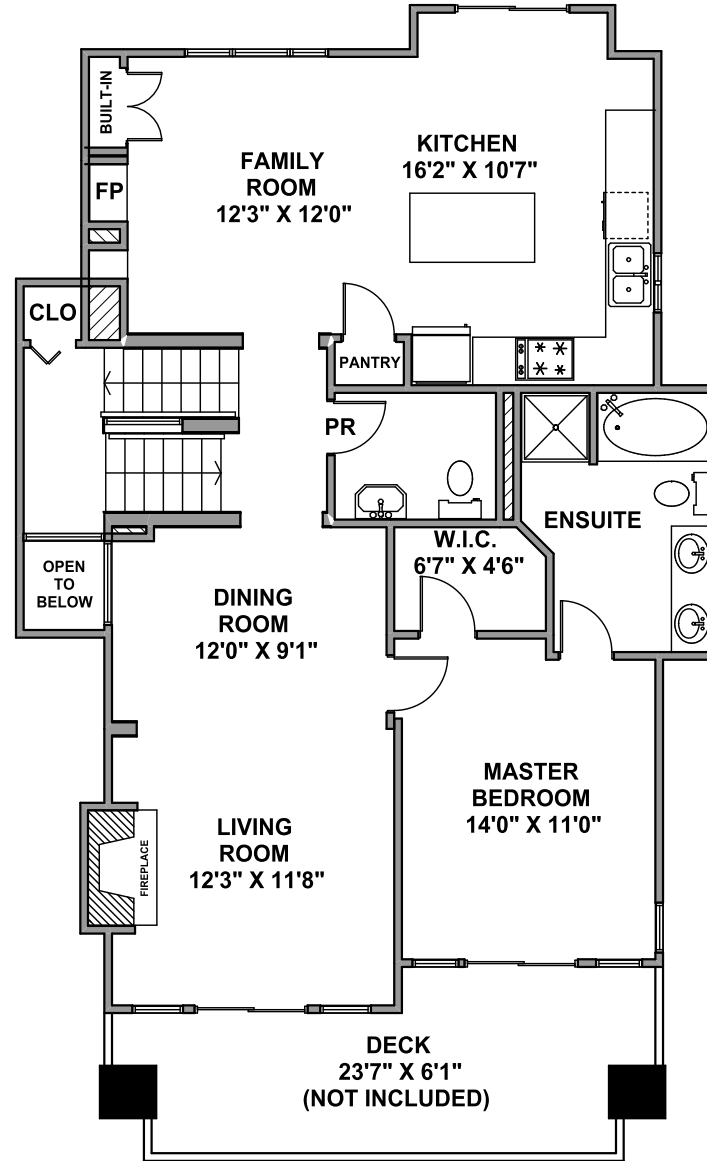 BUILT-IN
KITCHEN
16'2" X 10'7"
FAMILY
ROOM
12'3" X 12'0"
FP
CLO
PANTRY
PR
ENSUITE
W.I.C.
6'7" X 4'6"
OPEN
TO
BELOW
DINING
ROOM
12'0" X 9'1"
MASTER
BEDROOM
14'0" X 11'0"
LIVING
ROOM
12'3" X 11'8"
FIREPLACE
DECK
23'7" X 6'1"
(NOT INCLUDED)